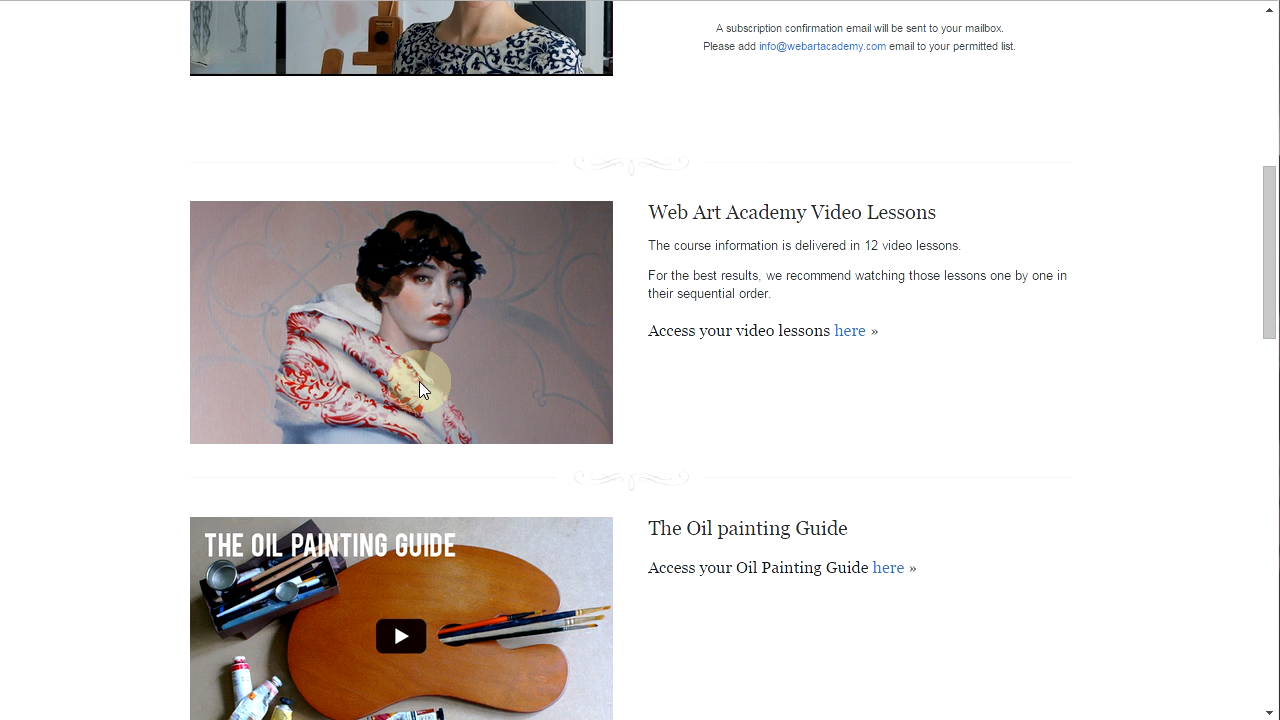 A subscription confirmation email will be sent to your mailbox.
Please add info@webartacademy.com email to your permitted list.
Web Art Academy Video Lessons
The course information is delivered in 12 video lessons.
For the best results, we recommend watching those lessons one by one in
their sequential order.
Access your video lessons here »
THE OIL PAINTING GUIDE
The Oil painting Guide
Access your Oil Painting Guide here »